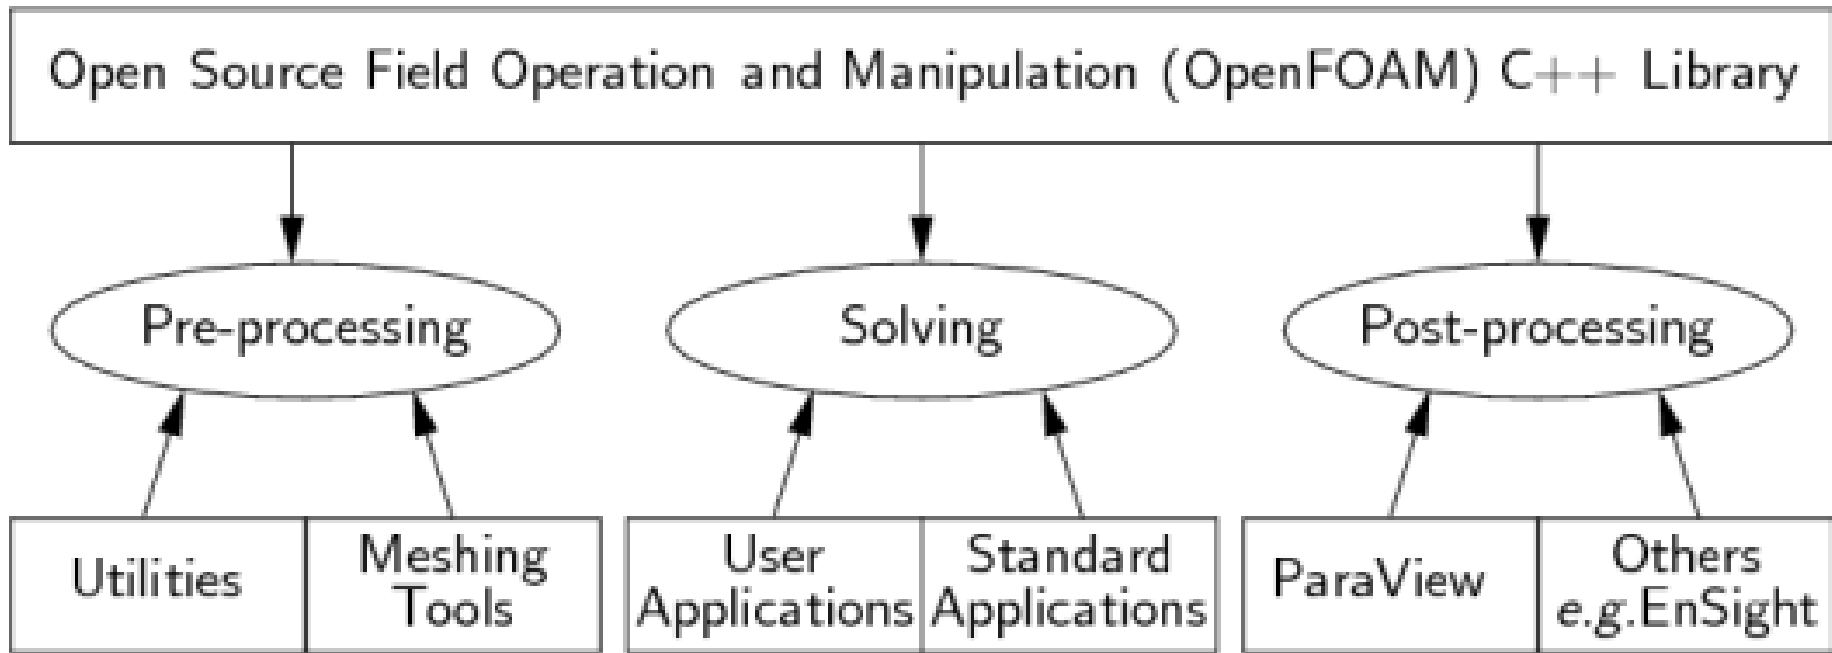 Open Source Field Operation and Manipulation (OpenFOAM) C++ Library
Pre-processing
Solving
Post-processing
Utilities
Meshing
Tools
User
Applications
Standard
Applications
ParaView
Others
e.g.EnSight